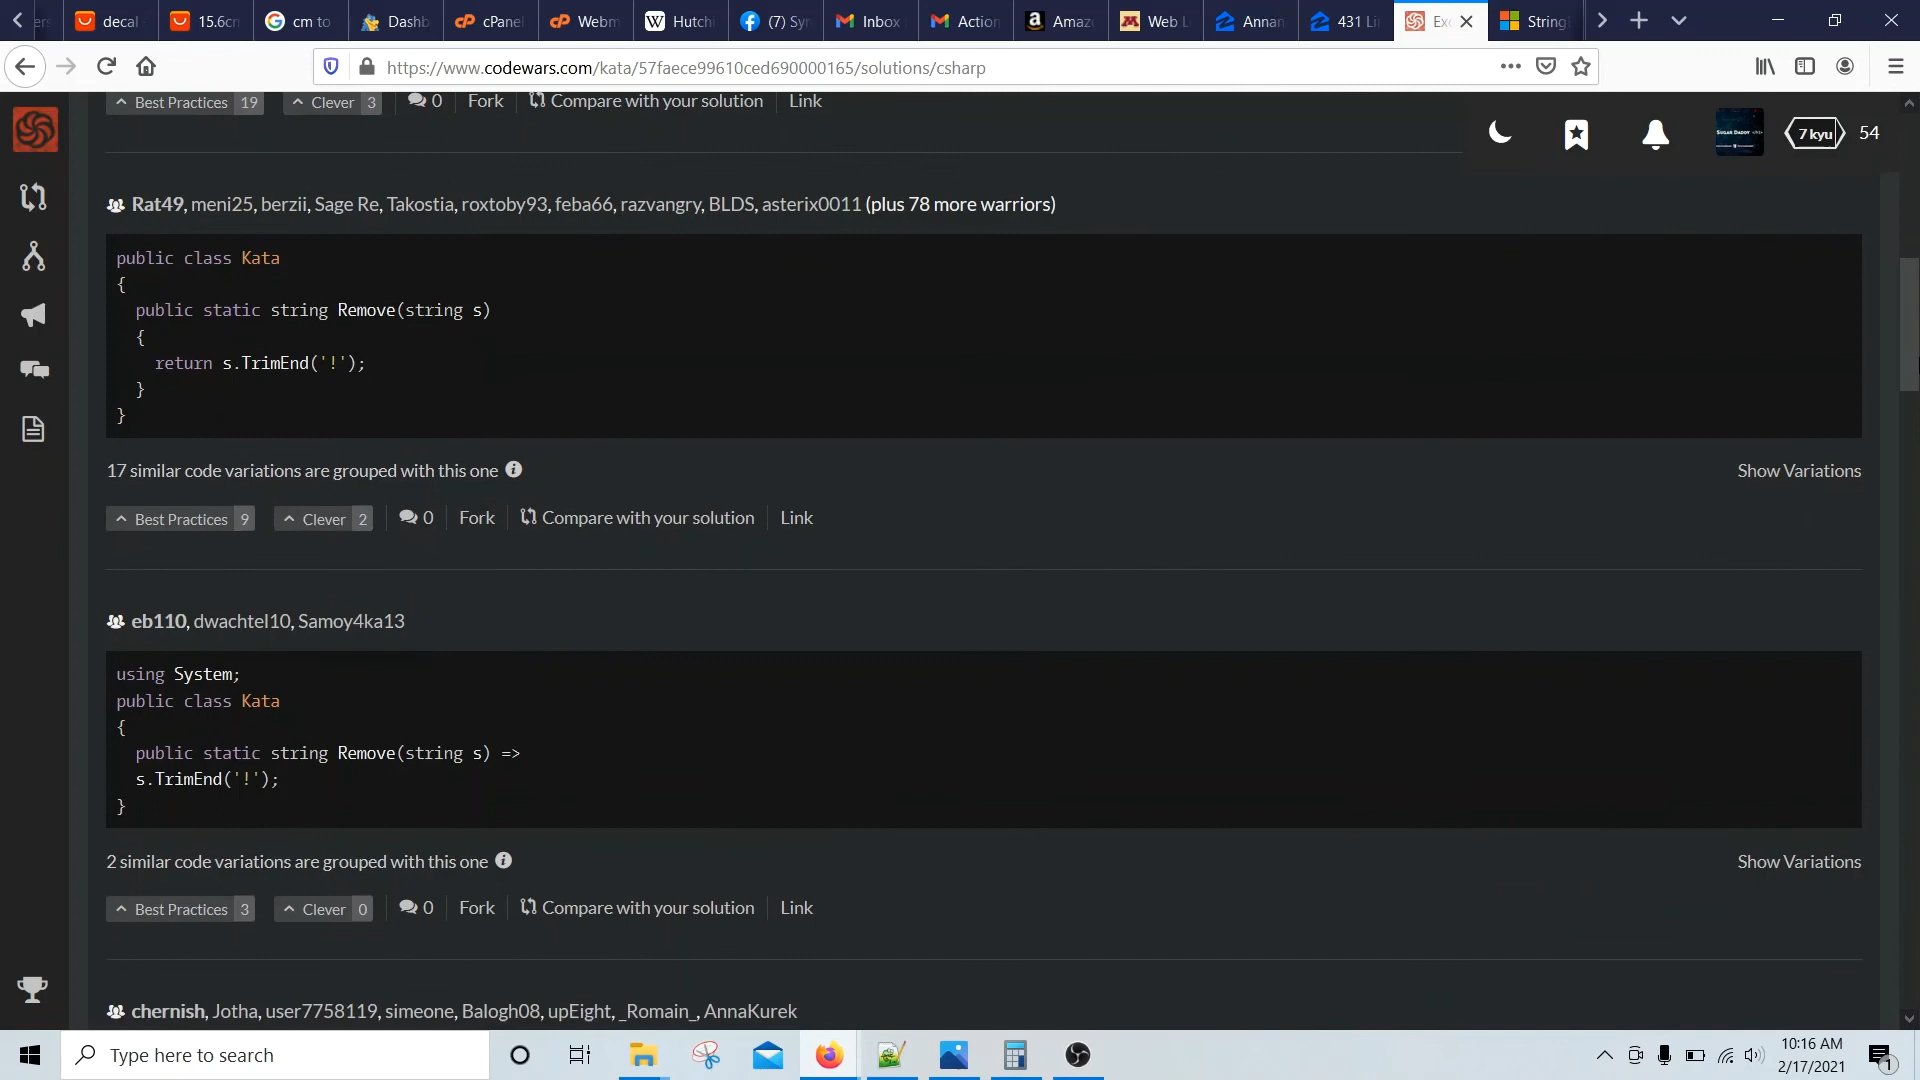 decal
15.6cm
cm to
Dashb
cPanel
Webm
Hutchi
(7) Syn
Inbox
Action
Amaz
Web L
Annan
431 Li
Exe
String
https://www.codewars.com/kata/57faece99610ced690000165/solutions/csharp
Best Practices 19 Clever 3 0 Fork Compare with your solution Link
SUGAR DADDY
7 kyu 54
Rat49, meni25, berzii, Sage Re, Takostia, roxtoby93, feba66, razvangry, BLDS, asterix0011 (plus 78 more warriors)
public class Kata
{
public static string Remove(string s)
{
return s.TrimEnd('!');
}
}
17 similar code variations are grouped with this one
Show Variations
Best Practices 9 Clever 2 0 Fork Compare with your solution Link
eb110, dwachtel10, Samoy4ka13
using System;
public class Kata
{
public static string Remove(string s) =>
s.TrimEnd('!');
}
2 similar code variations are grouped with this one
Show Variations
Best Practices 3 Clever 0 0 Fork Compare with your solution Link
chernish, Jotha, user7758119, simeone, Balogh08, upEight, _Romain_, AnnaKurek
Type here to search
10:16 AM
2/17/2021
1